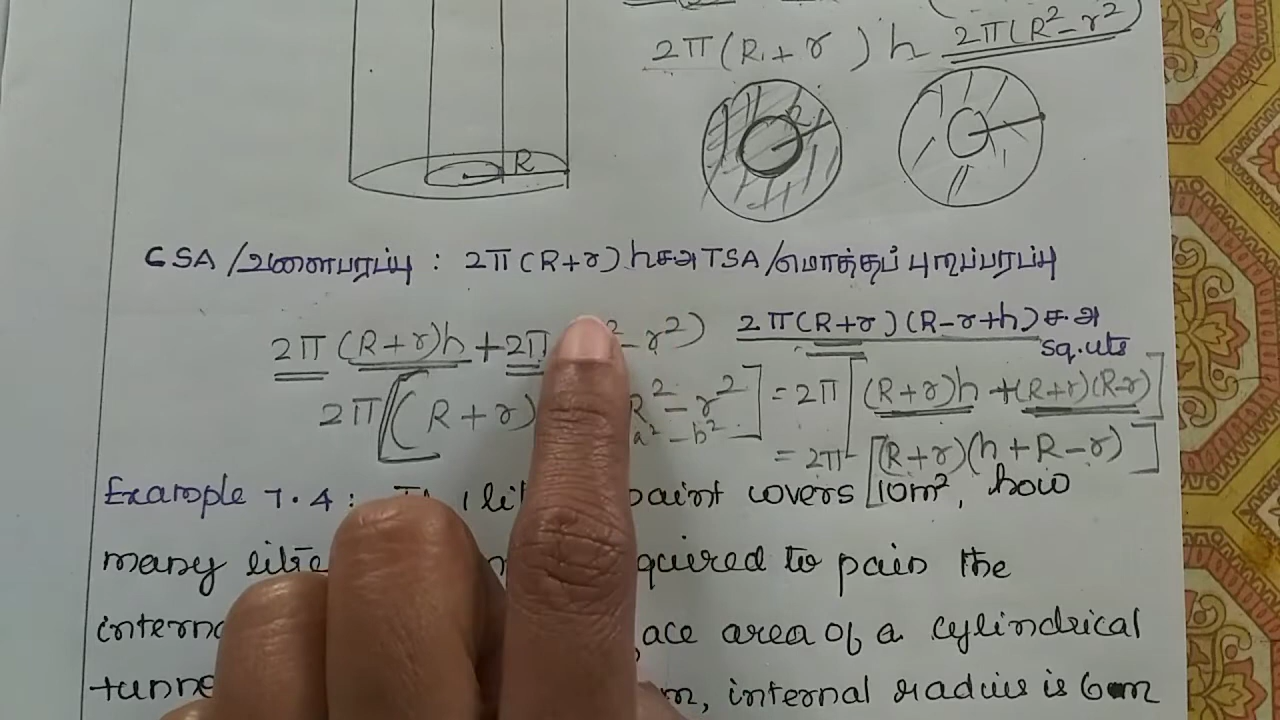 2π(R+r)h 2π(R²-r²)
R
CSA/வளைபரப்பு : 2π(R+r)h ச.அ TSA/மொத்தப் புறப்பரப்பு
2π(R+r)h+2π ² - r²) 2π(R+r)(R-r+h) ச.அ
sq.uts
2π[(R+r) R²-r²] = 2π[(R+r)h+(R+r)(R-r)]
a²-b²
= 2π[(R+r)(h+R-r)]
Example 7.4: paint covers 10m², how
many quired to pain the
ace area of a cylindrical
m, internal radius is 6m